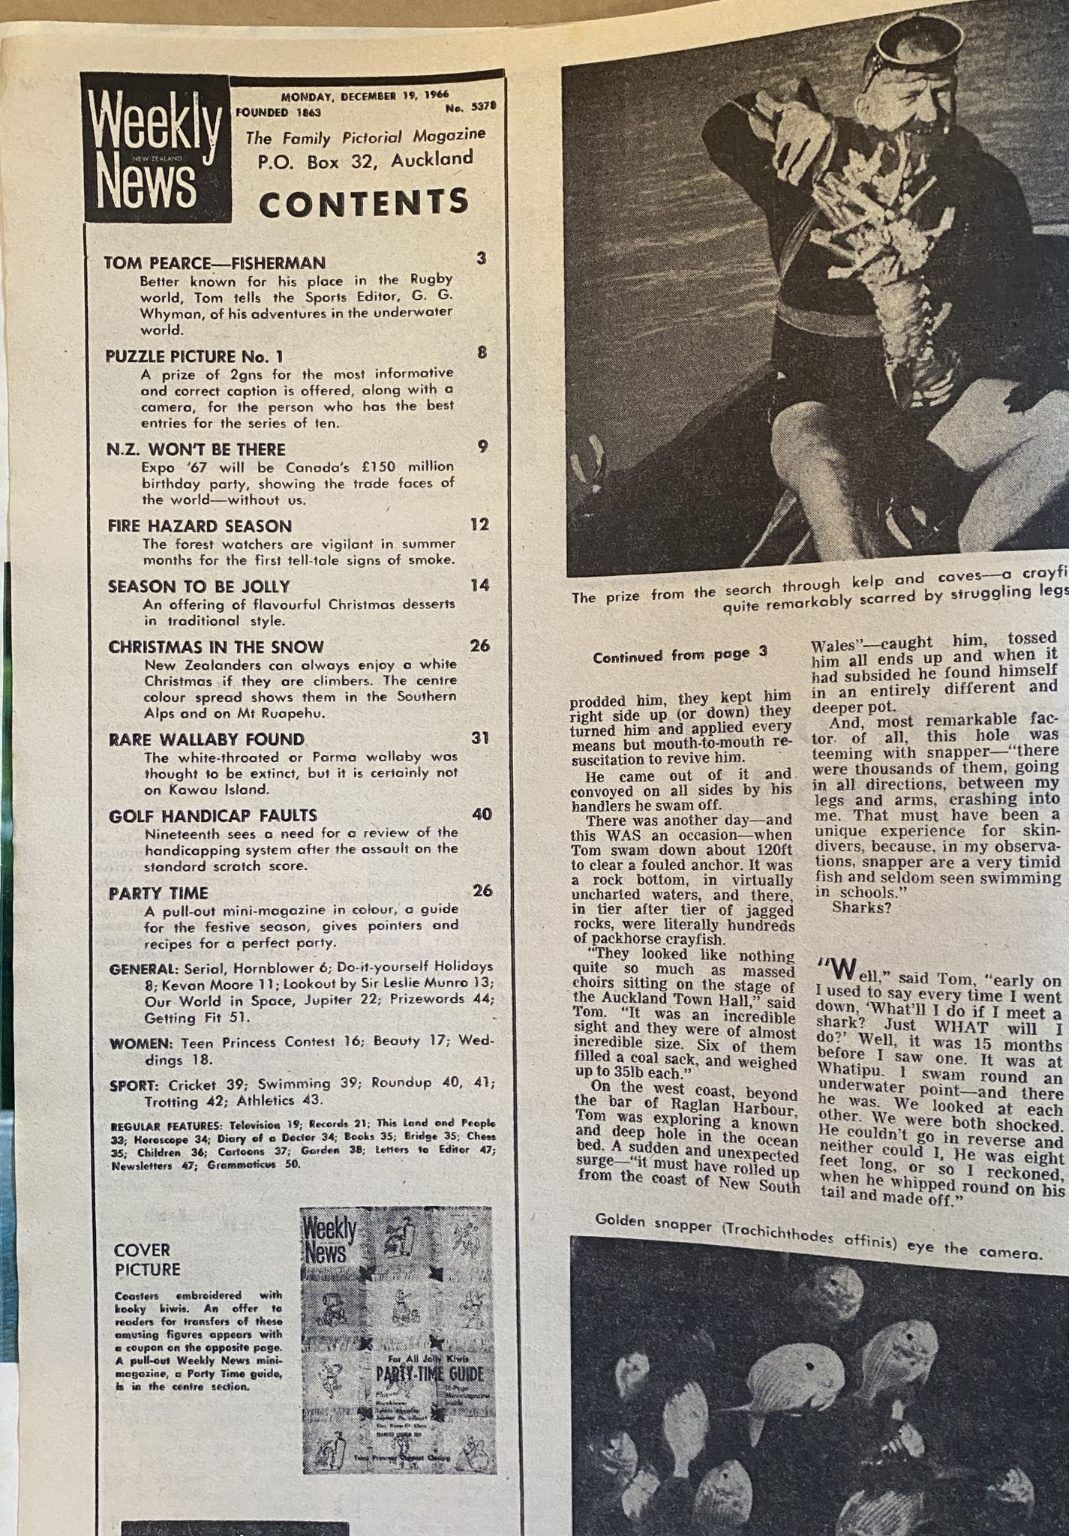 Weekly
NEW ZEALAND
News
MONDAY, DECEMBER 19, 1966
FOUNDED 1863 No. 5378
The Family Pictorial Magazine
P.O. Box 32, Auckland
CONTENTS
TOM PEARCE—FISHERMAN 3
Better known for his place in the Rugby
world, Tom tells the Sports Editor, G. G.
Whyman, of his adventures in the underwater
world.
PUZZLE PICTURE No. 1 8
A prize of 2gns for the most informative
and correct caption is offered, along with a
camera, for the person who has the best
entries for the series of ten.
N.Z. WON'T BE THERE 9
Expo '67 will be Canada's £150 million
birthday party, showing the trade faces of
the world—without us.
FIRE HAZARD SEASON 12
The forest watchers are vigilant in summer
months for the first tell-tale signs of smoke.
SEASON TO BE JOLLY 14
An offering of flavourful Christmas desserts
in traditional style.
CHRISTMAS IN THE SNOW 26
New Zealanders can always enjoy a white
Christmas if they are climbers. The centre
colour spread shows them in the Southern
Alps and on Mt Ruapehu.
RARE WALLABY FOUND 31
The white-throated or Parma wallaby was
thought to be extinct, but it is certainly not
on Kawau Island.
GOLF HANDICAP FAULTS 40
Nineteenth sees a need for a review of the
handicapping system after the assault on the
standard scratch score.
PARTY TIME 26
A pull-out mini-magazine in colour, a guide
for the festive season, gives pointers and
recipes for a perfect party.
GENERAL: Serial, Hornblower 6; Do-it-yourself Holidays
8; Kevan Moore 11; Lookout by Sir Leslie Munro 13;
Our World in Space, Jupiter 22; Prizewords 44;
Getting Fit 51.
WOMEN: Teen Princess Contest 16; Beauty 17; Wed-
dings 18.
SPORT: Cricket 39; Swimming 39; Roundup 40, 41;
Trotting 42; Athletics 43.
REGULAR FEATURES: Television 19; Records 21; This Land and People
33; Horoscope 34; Diary of a Doctor 34; Books 35; Bridge 35; Chess
35; Children 36; Cartoons 37; Garden 38; Letters to Editor 47;
Newsletters 47; Grammaticus 50.
COVER
PICTURE
Coasters embroidered with
kooky kiwis. An offer to
readers for transfers of these
amusing figures appears with
a coupon on the opposite page.
A pull-out Weekly News mini-
magazine, a Party Time guide,
is in the centre section.
Weekly
News
For All Jolly Kiwis
PARTY-TIME GUIDE
The prize from the search through kelp and caves—a crayfi
quite remarkably scarred by struggling legs
Continued from page 3
prodded him, they kept him
right side up (or down) they
turned him and applied every
means but mouth-to-mouth re-
suscitation to revive him.
He came out of it and
convoyed on all sides by his
handlers he swam off.
There was another day—and
this WAS an occasion—when
Tom swam down about 120ft
to clear a fouled anchor. It was
a rock bottom, in virtually
uncharted waters, and there,
in tier after tier of jagged
rocks, were literally hundreds
of packhorse crayfish.
"They looked like nothing
quite so much as massed
choirs sitting on the stage of
the Auckland Town Hall," said
Tom. "It was an incredible
sight and they were of almost
incredible size. Six of them
filled a coal sack, and weighed
up to 35lb each."
On the west coast, beyond
the bar of Raglan Harbour,
Tom was exploring a known
and deep hole in the ocean
bed. A sudden and unexpected
surge—"it must have rolled up
from the coast of New South
Wales"—caught him, tossed
him all ends up and when it
had subsided he found himself
in an entirely different and
deeper pot.
And, most remarkable fac-
tor of all, this hole was
teeming with snapper—"there
were thousands of them, going
in all directions, between my
legs and arms, crashing into
me. That must have been a
unique experience for skin-
divers, because, in my observa-
tions, snapper are a very timid
fish and seldom seen swimming
in schools."
Sharks?
"Well," said Tom, "early on
I used to say every time I went
down, 'What'll I do if I meet a
shark? Just WHAT will I
do?' Well, it was 15 months
before I saw one. It was at
Whatipu. I swam round an
underwater point—and there
he was. We looked at each
other. We were both shocked.
He couldn't go in reverse and
neither could I, He was eight
feet long, or so I reckoned,
when he whipped round on his
tail and made off."
Golden snapper (Trachichthodes affinis) eye the camera.